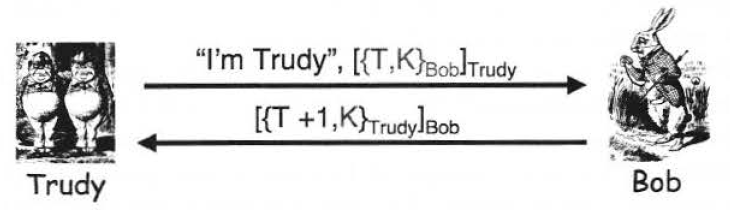 “I’m Trudy”, [{T,K}Bob]Trudy
[{T +1,K}Trudy]Bob
Trudy
Bob